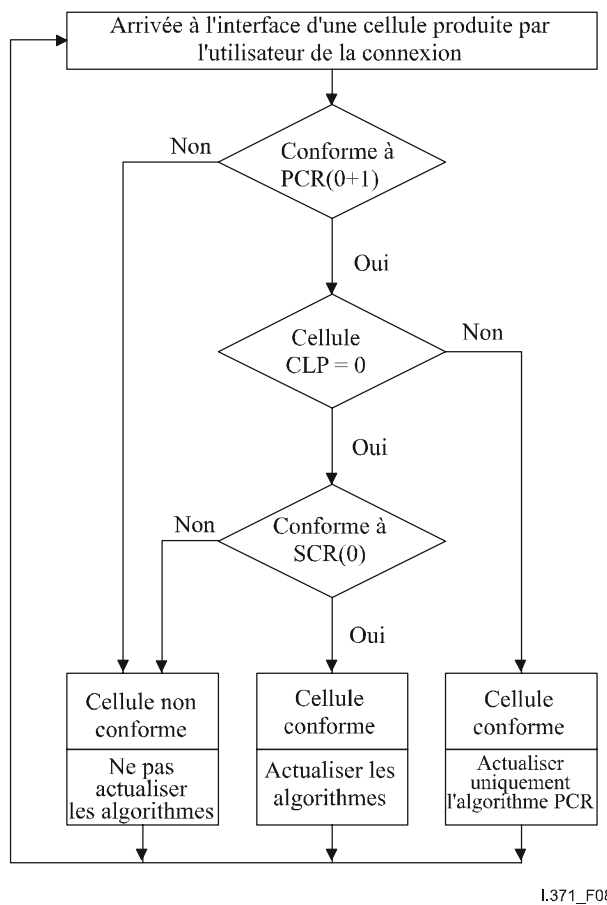 Arrivée à l'interface d'une cellule produite par
l'utilisateur de la connexion
Non
Conforme à
PCR(0+1)
Oui
Cellule
CLP = 0
Non
Oui
Non
Conforme à
SCR(0)
Oui
Cellule non
conforme
Ne pas
actualiser
les algorithmes
Cellule
conforme
Actualiser les
algorithmes
Cellule
conforme
Actualiser
uniquement
l'algorithme PCR
I.371_F08